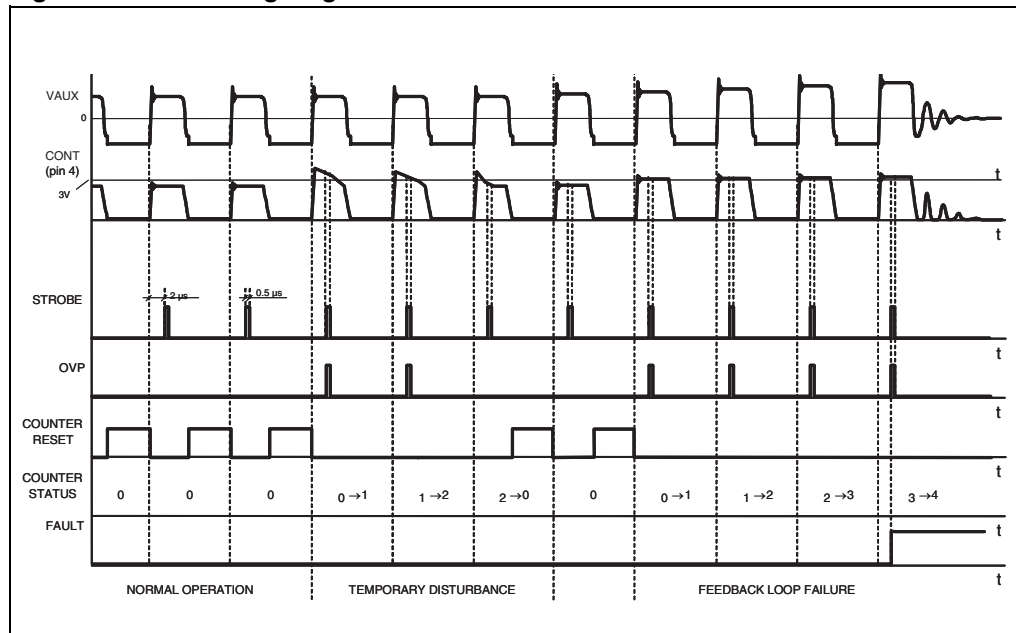 VAUX
0
CONT
(pin 4)
3V
t
t
STROBE
2 µs
0.5 µs
t
OVP
t
COUNTER
RESET
t
COUNTER
STATUS
0 0 0 0 →1 1 →2 2→0 0 0 →1 1 →2 2→3 3→4
FAULT
t
t
NORMAL OPERATION TEMPORARY DISTURBANCE FEEDBACK LOOP FAILURE